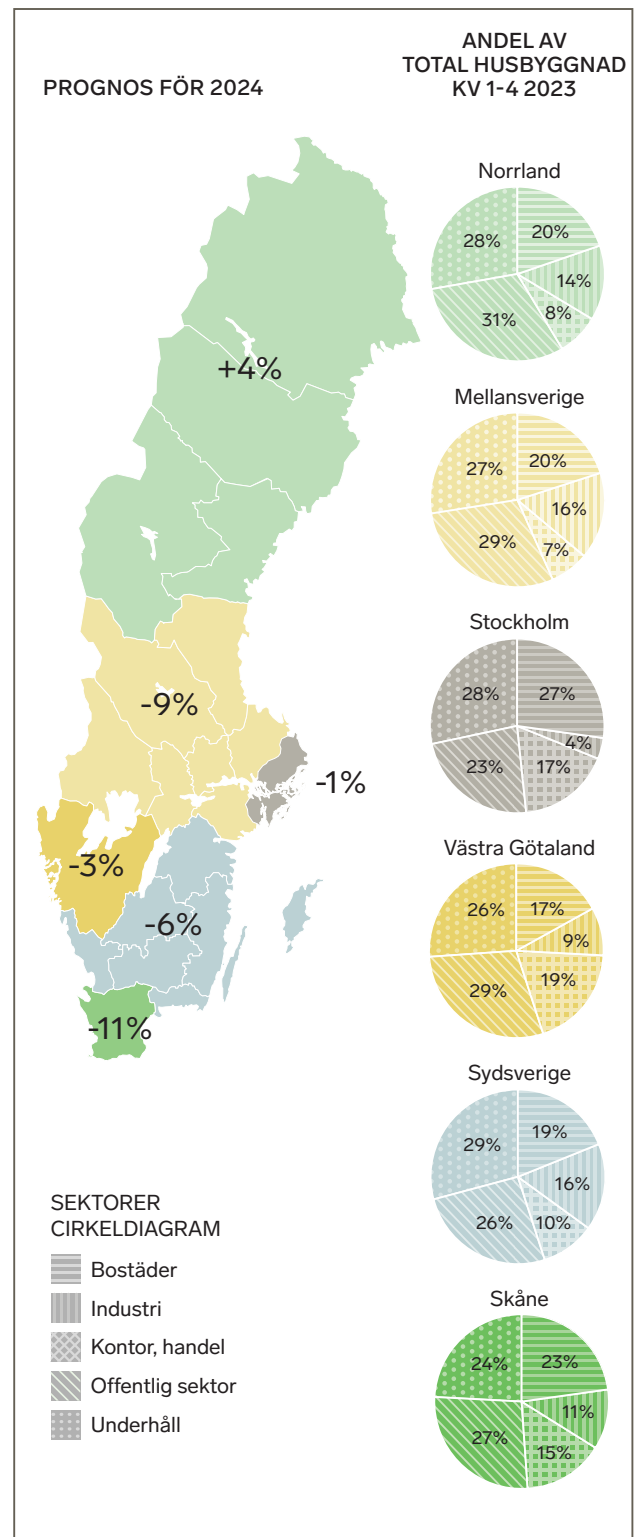 PROGNOS FÖR 2024
+4%
-9%
-1%
-3%
-6%
-11%
SEKTORER
CIRKELDIAGRAM
Bostäder
Industri
Kontor, handel
Offentlig sektor
Underhåll
ANDEL AV
TOTAL HUSBYGGNAD
KV 1-4 2023
Norrland
28%
20%
14%
8%
31%
Mellansverige
27%
20%
16%
7%
29%
Stockholm
28%
27%
4%
17%
23%
Västra Götaland
26%
17%
9%
19%
29%
Sydsverige
29%
19%
16%
10%
26%
Skåne
24%
23%
11%
15%
27%